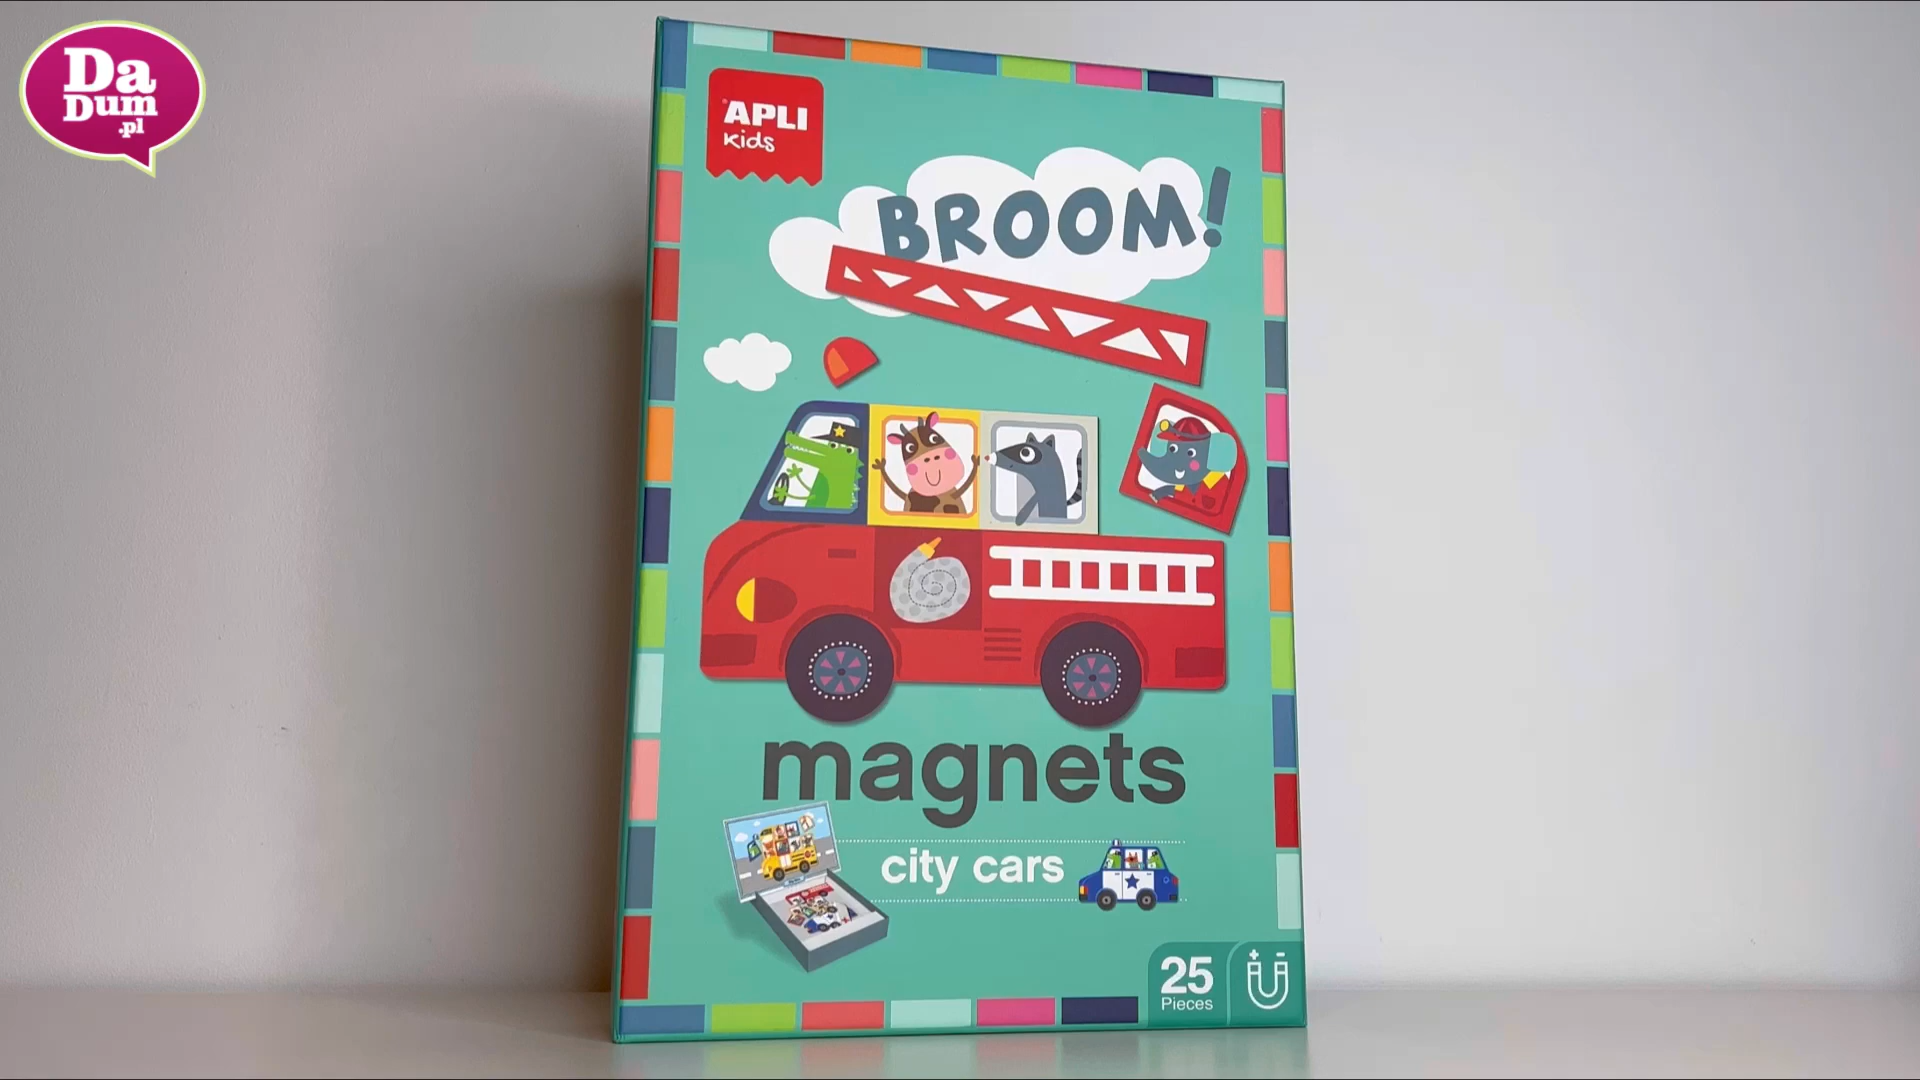 Da
Dum
.pl
APLI
kids
BROOM!
magnets
city cars
25
Pieces